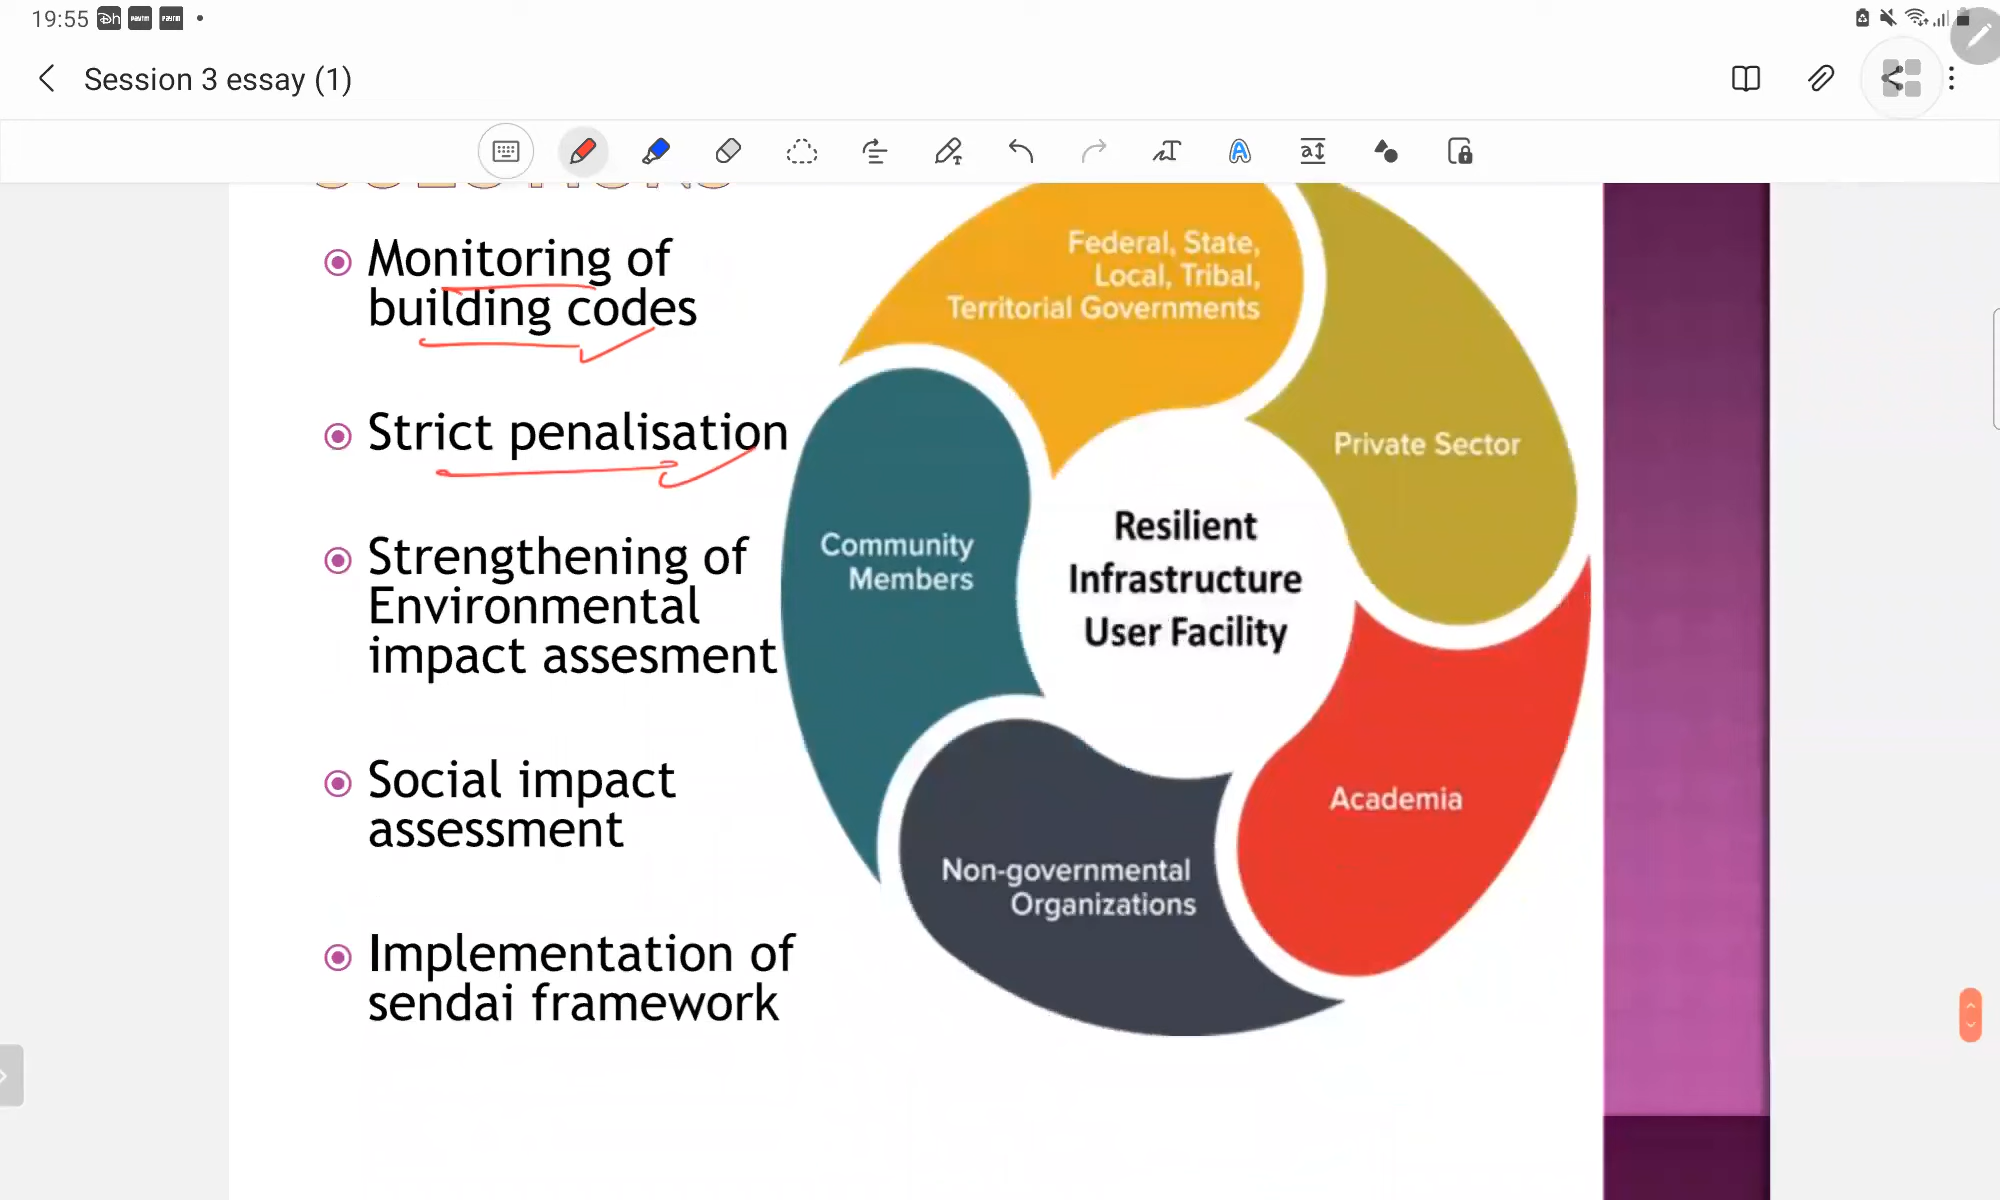 19:55
Session 3 essay (1)
Monitoring of
building codes
Strict penalisation
Strengthening of
Environmental
impact assesment
Social impact
assessment
Implementation of
sendai framework
Federal, State,
Local, Tribal,
Territorial Governments
Private Sector
Community
Members
Resilient
Infrastructure
User Facility
Academia
Non-governmental
Organizations